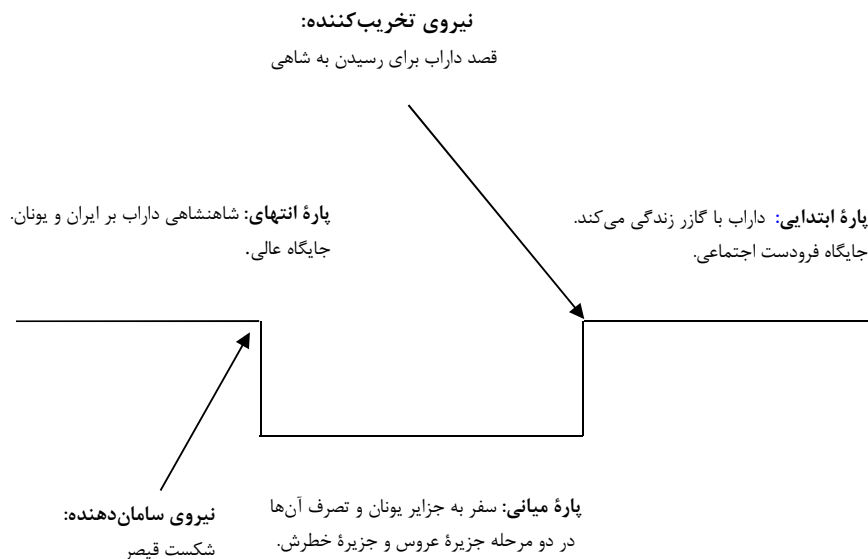 نیروی تخریب‌کننده:
قصد داراب برای رسیدن به شاهی
پارهٔ ابتدایی: داراب با گازر زندگی می‌کند.
جایگاه فرودست اجتماعی.
پارهٔ انتهای: شاهنشاهی داراب بر ایران و یونان.
جایگاه عالی.
پارهٔ میانی: سفر به جزایر یونان و تصرف آن‌ها
در دو مرحله جزیرهٔ عروس و جزیرهٔ خطرش.
نیروی سامان‌دهنده:
شکست قیصر